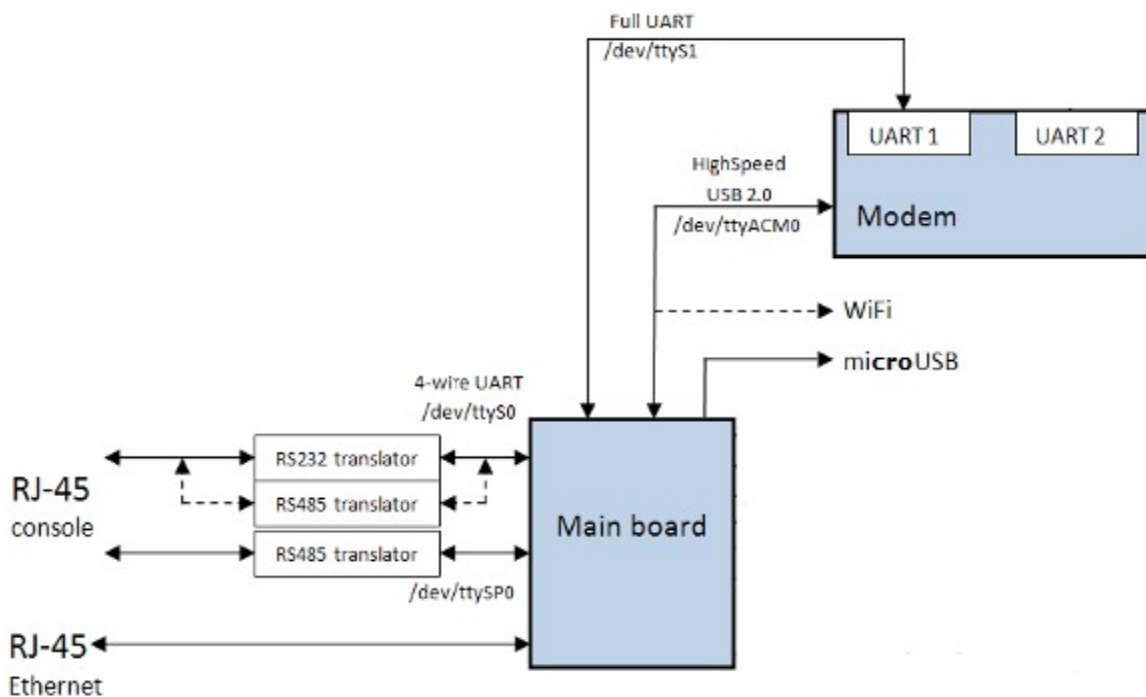 Full UART
/dev/ttyS1
UART 1
UART 2
HighSpeed
USB 2.0
/dev/ttyACM0
Modem
WiFi
microUSB
4-wire UART
/dev/ttyS0
RS232 translator
RJ-45
console
RS485 translator
Main board
RS485 translator
/dev/ttySP0
RJ-45
Ethernet